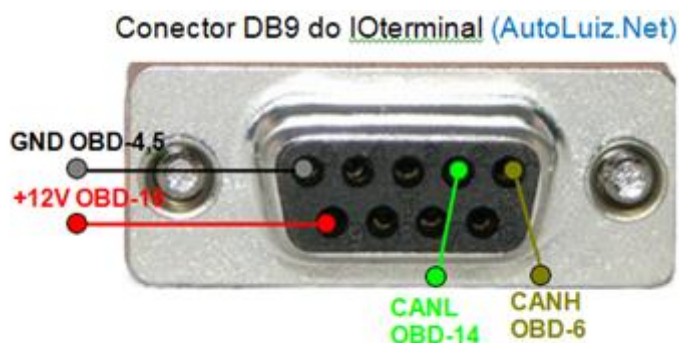 Conector DB9 do IOterminal (AutoLuiz.Net)
GND OBD-4,5
+12V OBD-16
CANL
OBD-14
CANH
OBD-6